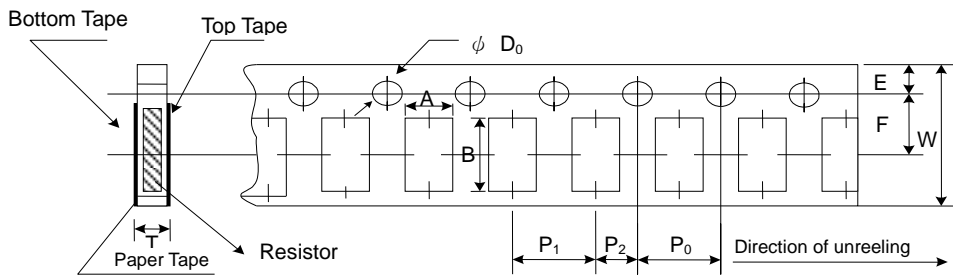 Bottom Tape
Top Tape
ϕ D₀
A
E
F
W
B
T
Paper Tape
Resistor
P₁
P₂
P₀
Direction of unreeling